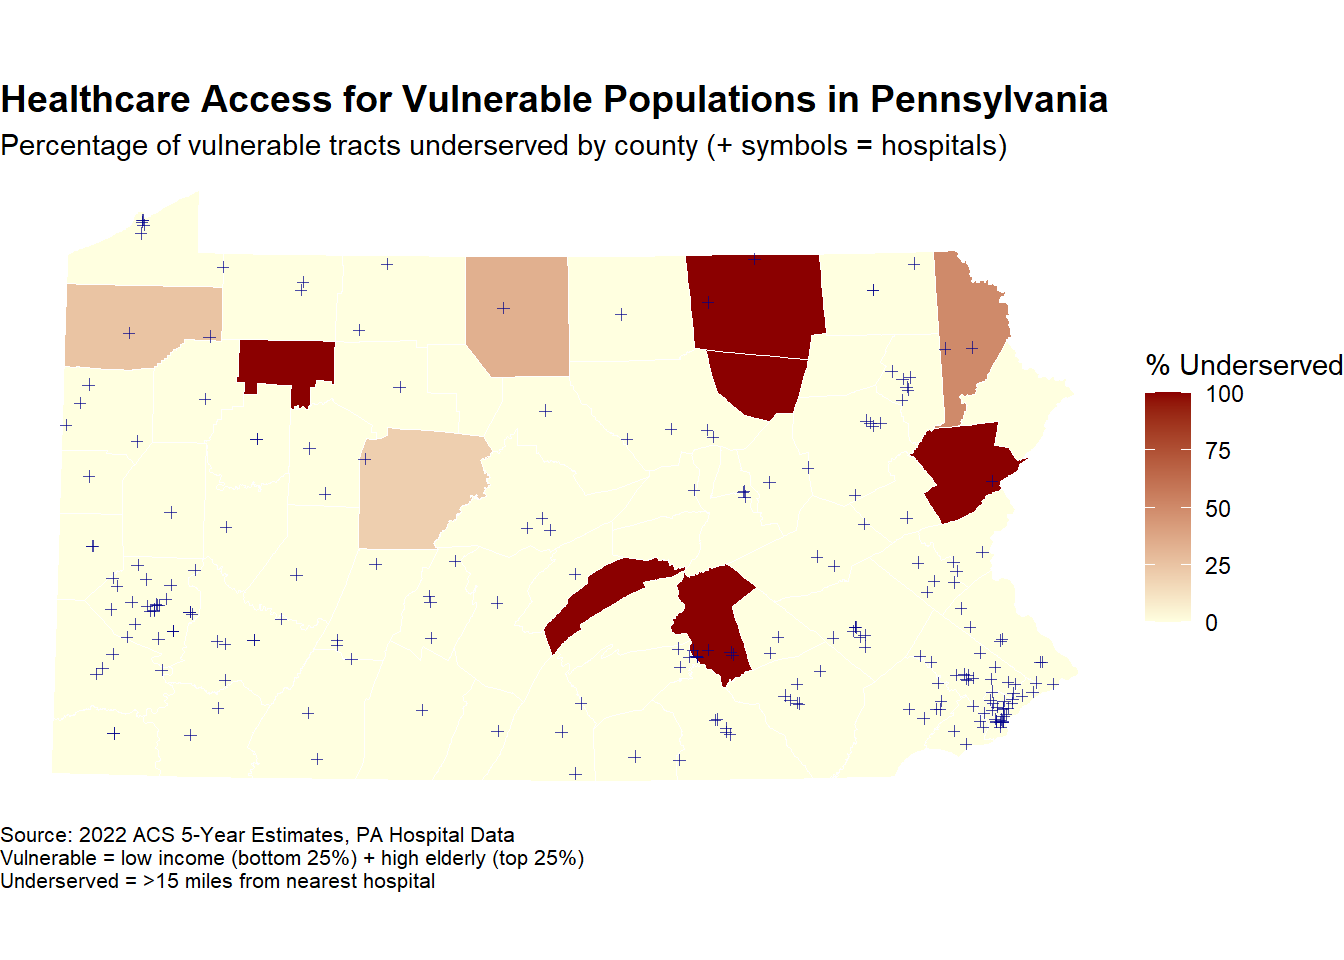 Healthcare Access for Vulnerable Populations in Pennsylvania
Percentage of vulnerable tracts underserved by county (+ symbols = hospitals)
% Underserved
100
75
50
25
0
Source: 2022 ACS 5-Year Estimates, PA Hospital Data
Vulnerable = low income (bottom 25%) + high elderly (top 25%)
Underserved = >15 miles from nearest hospital